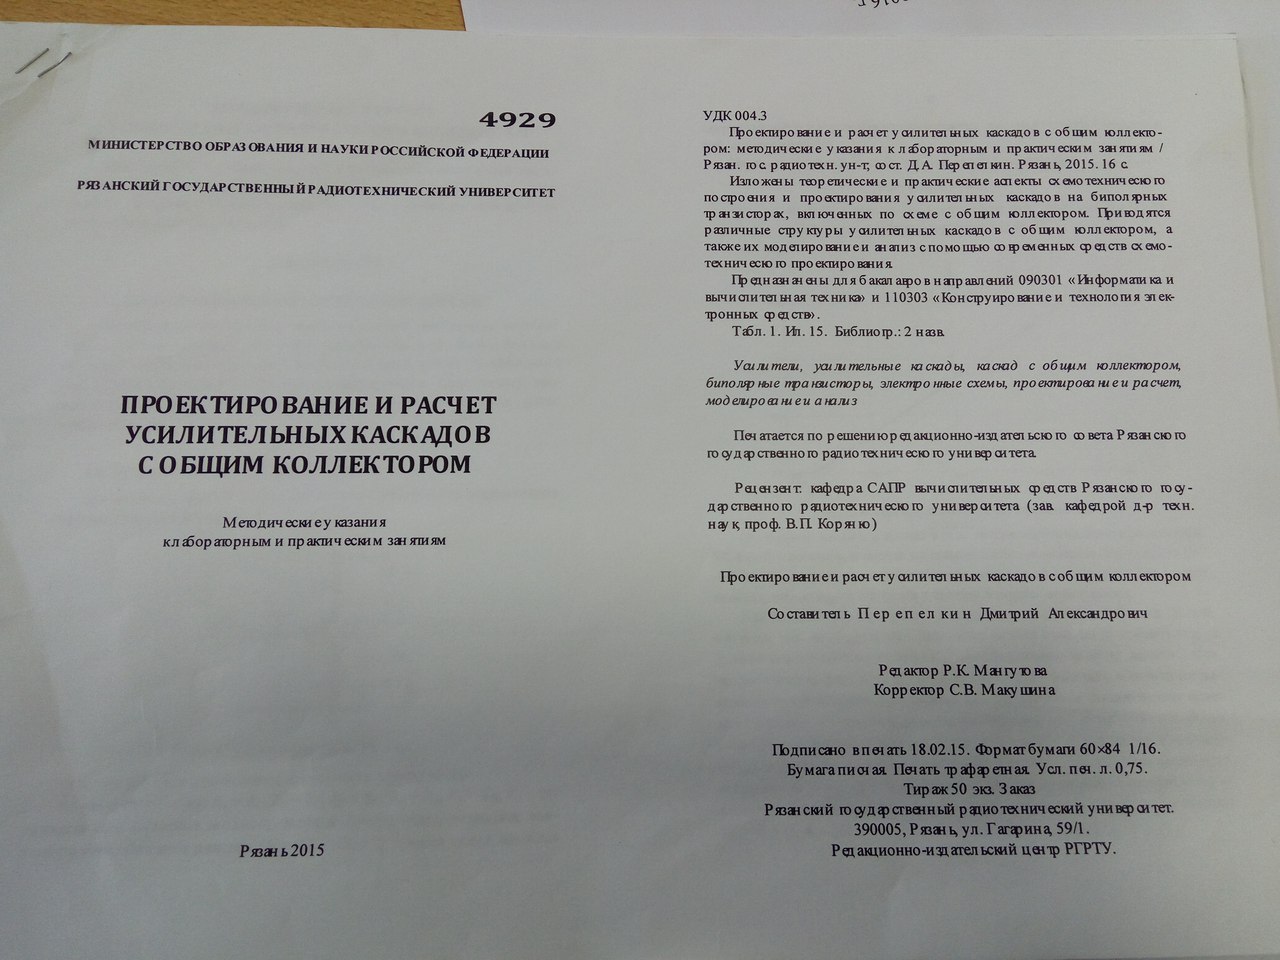 2016 г
4929
МИНИСТЕРСТВО ОБРАЗОВАНИЯ И НАУКИ РОССИЙСКОЙ ФЕДЕРАЦИИ
РЯЗАНСКИЙ ГОСУДАРСТВЕННЫЙ РАДИОТЕХНИЧЕСКИЙ УНИВЕРСИТЕТ
ПРОЕКТИРОВАНИЕ И РАСЧЕТ
УСИЛИТЕЛЬНЫХ КАСКАДОВ
С ОБЩИМ КОЛЛЕКТОРОМ
Методические указания
к лабораторным и практическим занятиям
Рязань 2015
УДК 004.3
Проектирование и расчет усилительных каскадов с общим коллекто-
ром: методические указания к лабораторным и практическим занятиям /
Рязан. гос. радиотехн. ун-т; сост. Д.А. Перепелкин. Рязань, 2015. 16 с.
Изложены теоретические и практические аспекты схемотехнического
построения и проектирования усилительных каскадов на биполярных
транзисторах, включенных по схеме с общим коллектором. Приводятся
различные структуры усилительных каскадов с общим коллектором, а
также их моделирование и анализ с помощью современных средств схемо-
технического проектирования.
Предназначены для бакалавров направлений 090301 «Информатика и
вычислительная техника» и 110303 «Конструирование и технология элек-
тронных средств».
Табл. 1. Ил. 15. Библиогр.: 2 назв.
Усилители, усилительные каскады, каскад с общим коллектором,
биполярные транзисторы, электронные схемы, проектирование и расчет,
моделирование и анализ
Печатается по решению редакционно-издательского совета Рязанского
государственного радиотехнического университета.
Рецензент: кафедра САПР вычислительных средств Рязанского госу-
дарственного радиотехнического университета (зав. кафедрой д-р техн.
наук, проф. В.П. Корячко)
Проектирование и расчет усилительных каскадов с общим коллектором
Составитель Перепелкин Дмитрий Александрович
Редактор Р.К. Мангутова
Корректор С.В. Макушина
Подписано в печать 18.02.15. Формат бумаги 60×84 1/16.
Бумага писчая. Печать трафаретная. Усл. печ. л. 0,75.
Тираж 50 экз. Заказ
Рязанский государственный радиотехнический университет.
390005, Рязань, ул. Гагарина, 59/1.
Редакционно-издательский центр РГРТУ.